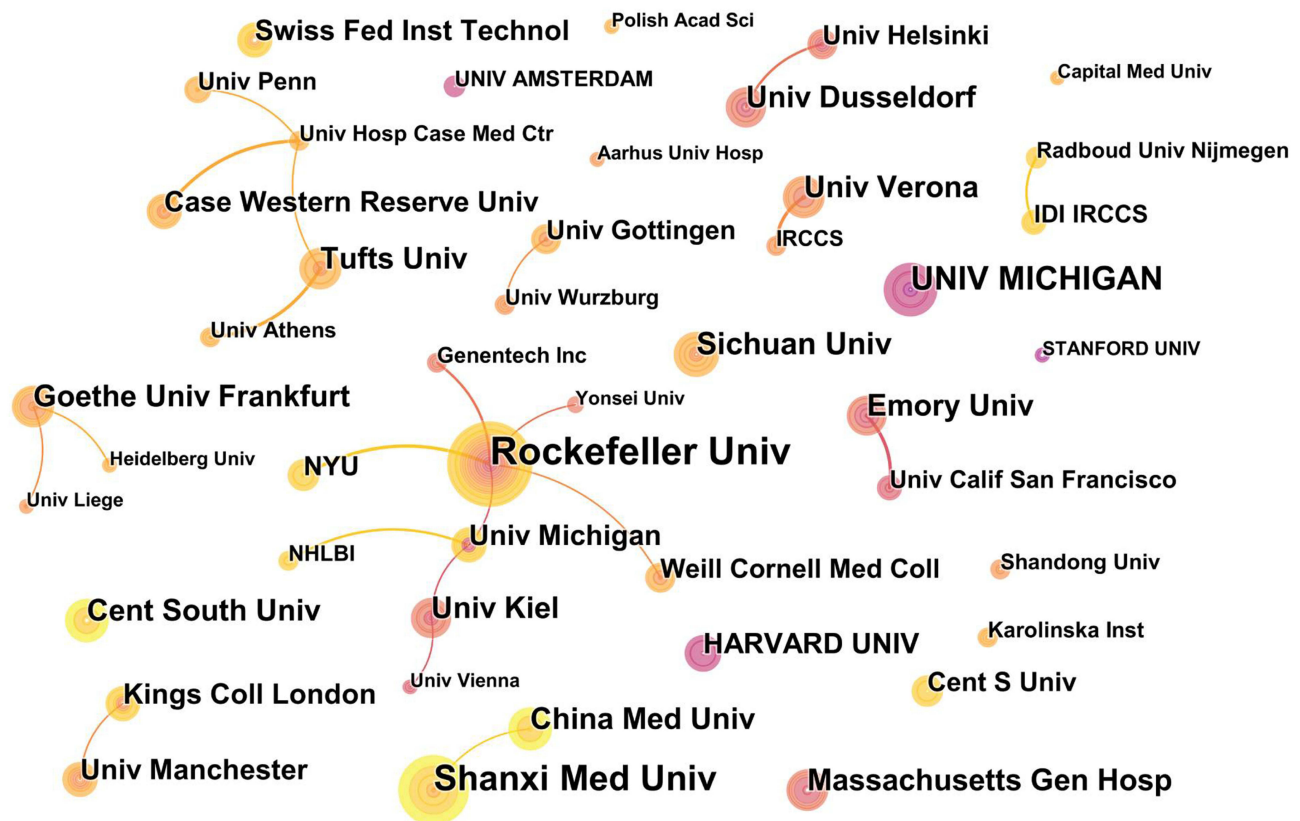 Swiss Fed Inst Technol
Polish Acad Sci
Univ Helsinki
Univ Penn
UNIV AMSTERDAM
Capital Med Univ
Univ Dusseldorf
Univ Hosp Case Med Ctr
Aarhus Univ Hosp
Radboud Univ Nijmegen
Case Western Reserve Univ
Univ Verona
IDI IRCCS
Univ Gottingen
IRCCS
Tufts Univ
UNIV MICHIGAN
Univ Wurzburg
Univ Athens
Sichuan Univ
STANFORD UNIV
Genentech Inc
Goethe Univ Frankfurt
Yonsei Univ
Emory Univ
Rockefeller Univ
Heidelberg Univ
NYU
Univ Calif San Francisco
Univ Liege
Univ Michigan
NHLBI
Weill Cornell Med Coll
Shandong Univ
Cent South Univ
Univ Kiel
HARVARD UNIV
Karolinska Inst
Univ Vienna
Cent S Univ
Kings Coll London
China Med Univ
Univ Manchester
Shanxi Med Univ
Massachusetts Gen Hosp